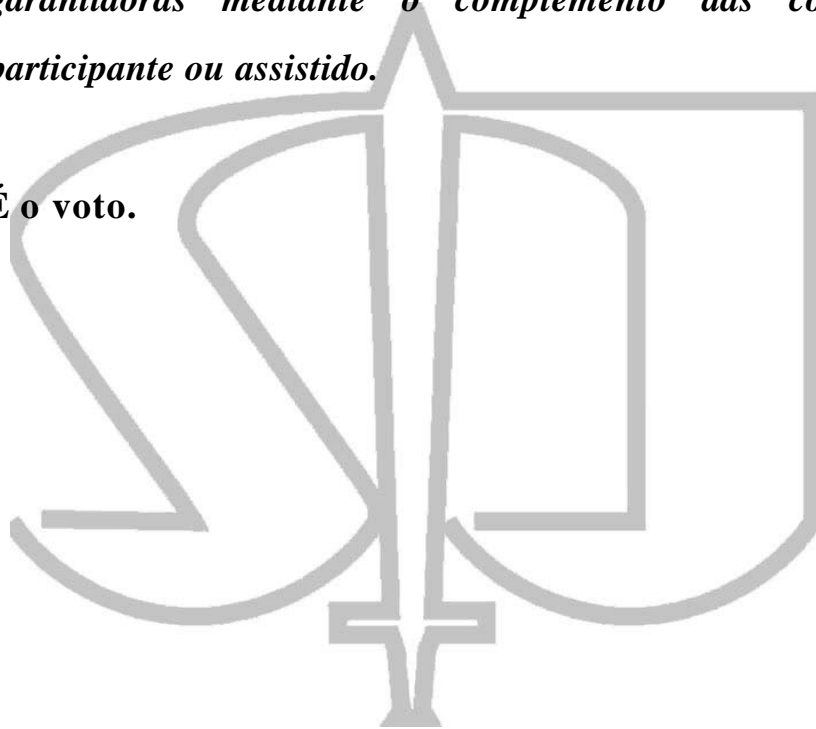 garantidoras mediante o complemento das co
participante ou assistido.
É o voto.